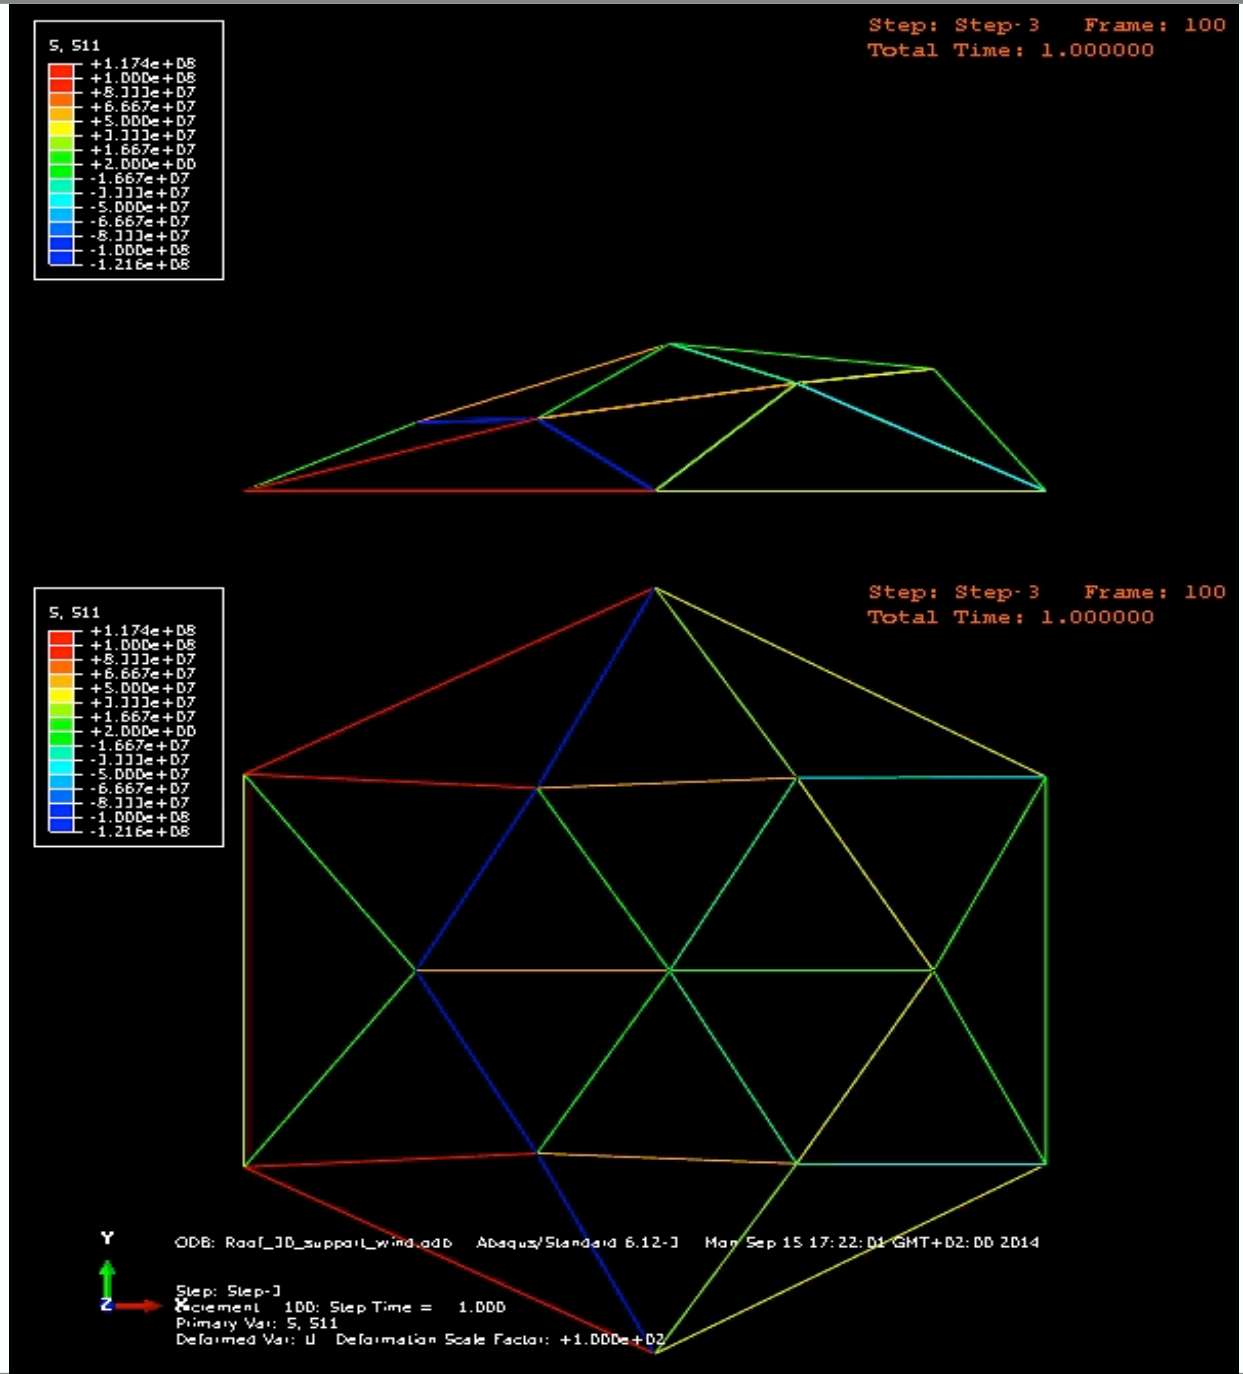 S, S11
+1.174e+08
+1.000e+08
+8.333e+07
+6.667e+07
+5.000e+07
+3.333e+07
+1.667e+07
+2.000e+00
-1.667e+07
-3.333e+07
-5.000e+07
-6.667e+07
-8.333e+07
-1.000e+08
-1.216e+08
Step: Step-3 Frame: 100
Total Time: 1.000000
S, S11
+1.174e+08
+1.000e+08
+8.333e+07
+6.667e+07
+5.000e+07
+3.333e+07
+1.667e+07
+2.000e+00
-1.667e+07
-3.333e+07
-5.000e+07
-6.667e+07
-8.333e+07
-1.000e+08
-1.216e+08
Step: Step-3 Frame: 100
Total Time: 1.000000
Y
Z
X
ODB: Roof_3D_support_wind.odb Abaqus/Standard 6.12-3 Mon Sep 15 17:22:01 GMT+02:00 2014
Step: Step-3
Increment 100: Step Time = 1.000
Primary Var: S, S11
Deformed Var: U Deformation Scale Factor: +1.000e+02